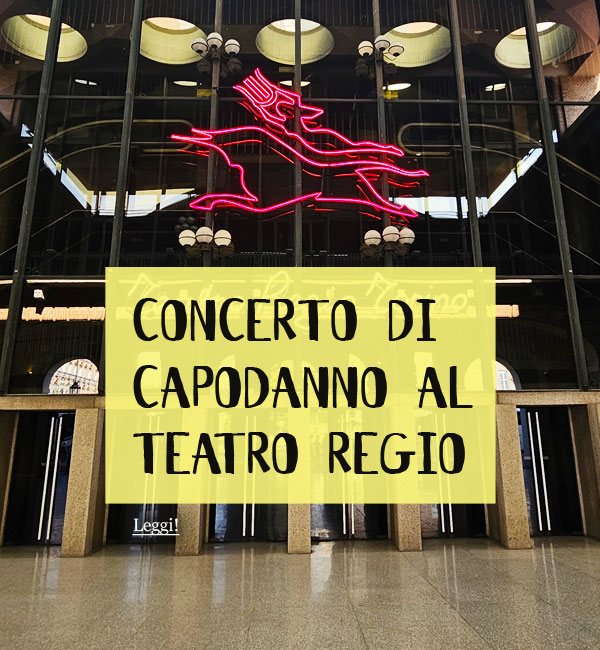 CONCERTO DI
CAPODANNO AL
TEATRO REGIO
Leggi!